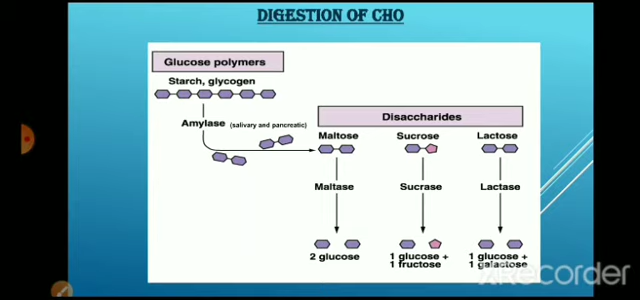 DIGESTION OF CHO
Glucose polymers
Starch, glycogen
Amylase (salivary and pancreatic)
Disaccharides
Maltose Sucrose Lactose
Maltase Sucrase Lactase
2 glucose
1 glucose +
1 fructose
1 glucose +
1 galactose
XRecorder